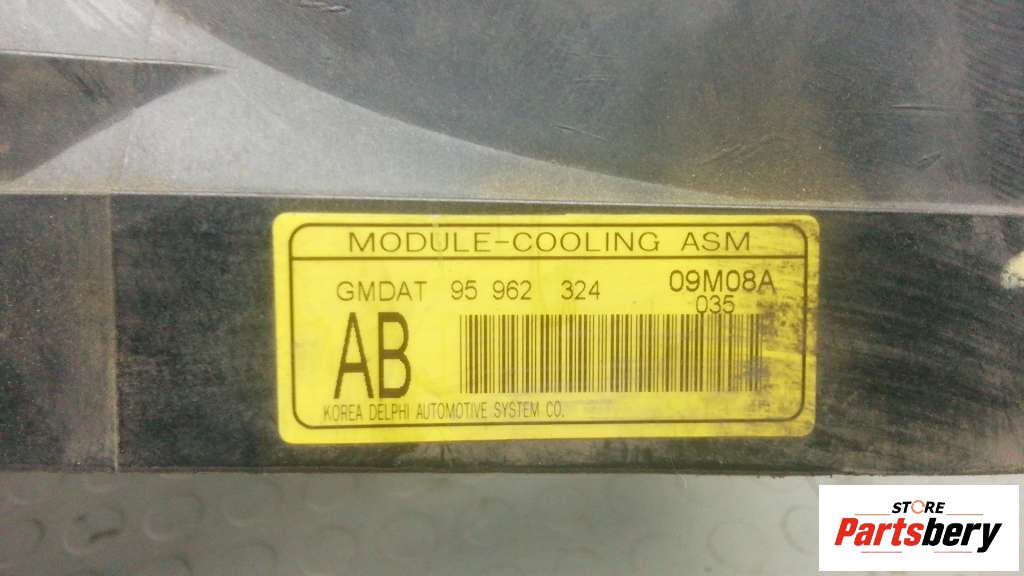 MODULE-COOLING ASM
GMDAT 95 962 324 09M08A
035
AB
KOREA DELPHI AUTOMOTIVE SYSTEM CO.
STORE
Partsbery